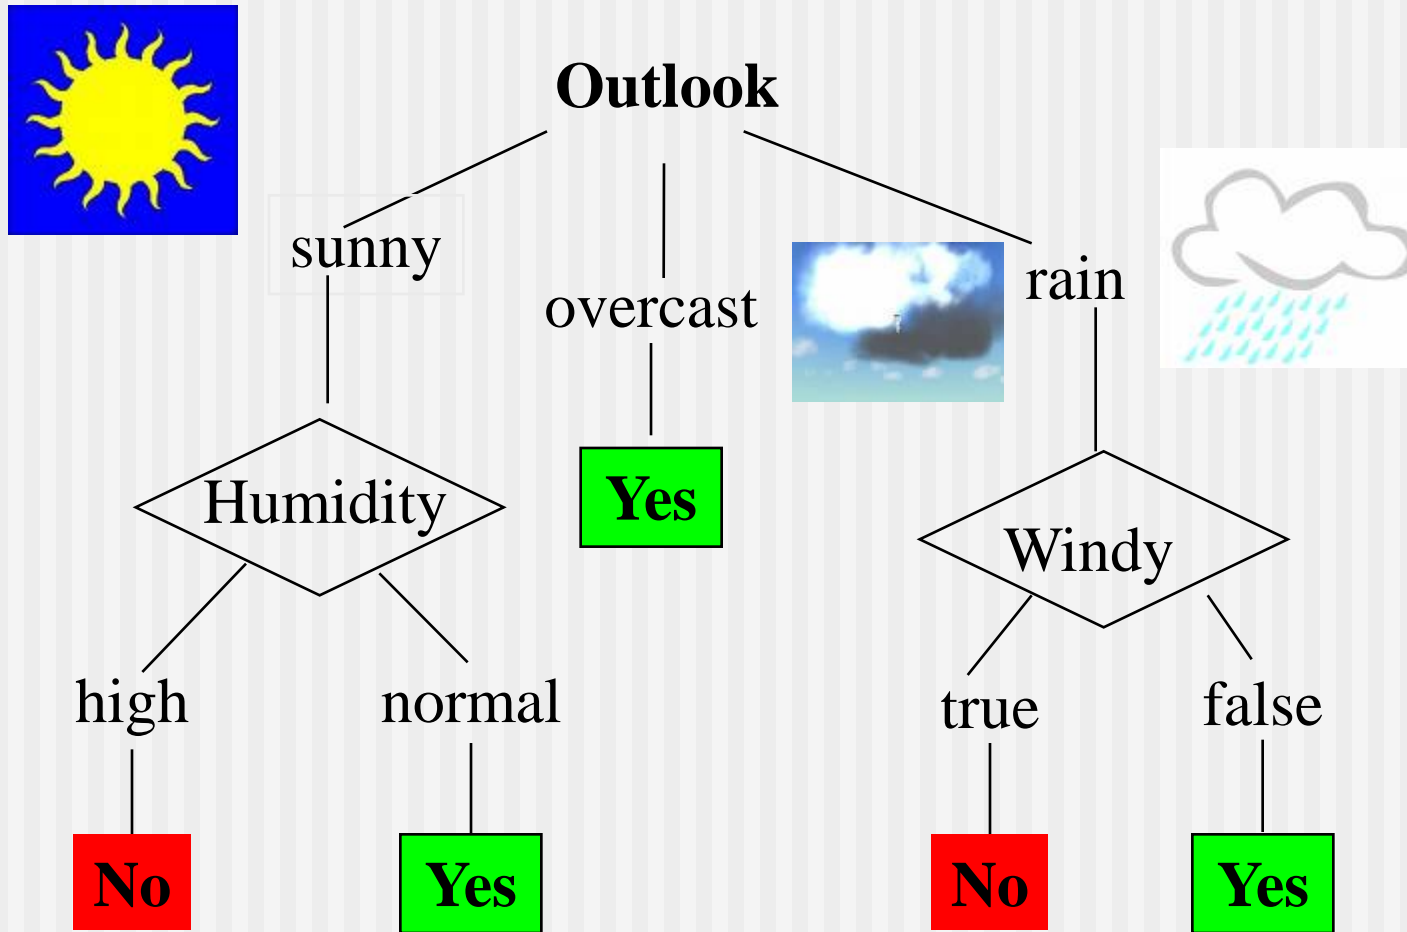 Outlook
sunny
overcast
rain
Humidity
Yes
Windy
high
normal
true
false
No
Yes
No
Yes